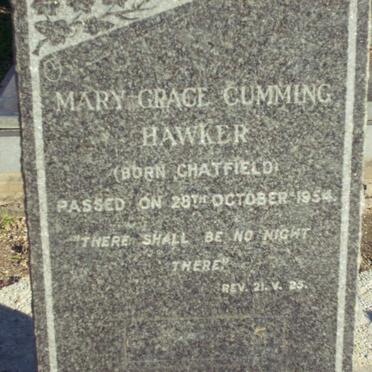 MARY GRACE CUMMING
HAWKER
(BORN CHATFIELD)
PASSED ON 28TH OCTOBER 1954.
"THERE SHALL BE NO NIGHT
THERE."
REV. 21. V. 25.